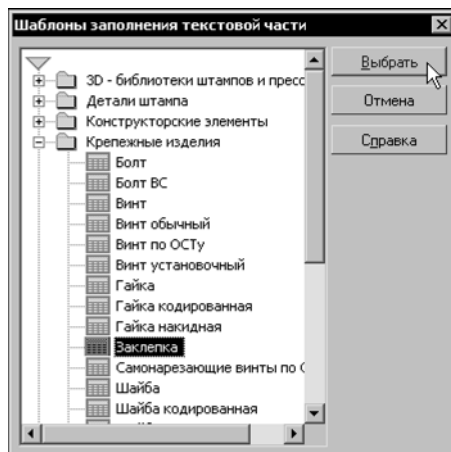 Шаблоны заполнения текстовой части
3D - библиотеки штампов и пресс
Детали штампа
Конструкторские элементы
Крепежные изделия
Болт
Болт ВС
Винт
Винт обычный
Винт по ОСТу
Винт установочный
Гайка
Гайка кодированная
Гайка накидная
Заклепка
Самонарезающие винты по
Шайба
Шайба кодированная
Выбрать
Отмена
Справка